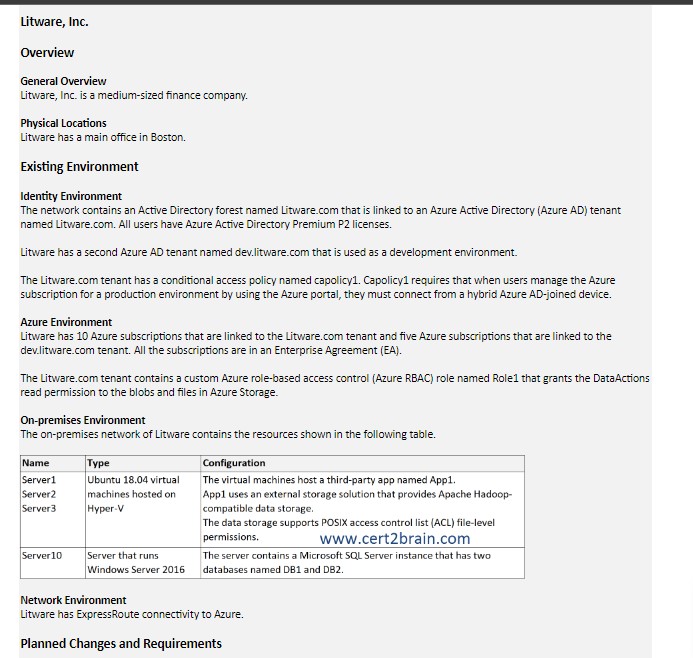 Litware, Inc.
Overview
General Overview
Litware, Inc. is a medium-sized finance company.
Physical Locations
Litware has a main office in Boston.
Existing Environment
Identity Environment
The network contains an Active Directory forest named Litware.com that is linked to an Azure Active Directory (Azure AD) tenant
named Litware.com. All users have Azure Active Directory Premium P2 licenses.
Litware has a second Azure AD tenant named dev.litware.com that is used as a development environment.
The Litware.com tenant has a conditional access policy named capolicy1. Capolicy1 requires that when users manage the Azure
subscription for a production environment by using the Azure portal, they must connect from a hybrid Azure AD-joined device.
Azure Environment
Litware has 10 Azure subscriptions that are linked to the Litware.com tenant and five Azure subscriptions that are linked to the
dev.litware.com tenant. All the subscriptions are in an Enterprise Agreement (EA).
The Litware.com tenant contains a custom Azure role-based access control (Azure RBAC) role named Role1 that grants the DataActions
read permission to the blobs and files in Azure Storage.
On-premises Environment
The on-premises network of Litware contains the resources shown in the following table.
Name Type Configuration
Server1 Ubuntu 18.04 virtual The virtual machines host a third-party app named App1.
Server2 machines hosted on App1 uses an external storage solution that provides Apache Hadoop-
Server3 Hyper-V compatible data storage.
The data storage supports POSIX access control list (ACL) file-level
permissions. www.cert2brain.com
Server10 Server that runs The server contains a Microsoft SQL Server instance that has two
Windows Server 2016 databases named DB1 and DB2.
Network Environment
Litware has ExpressRoute connectivity to Azure.
Planned Changes and Requirements